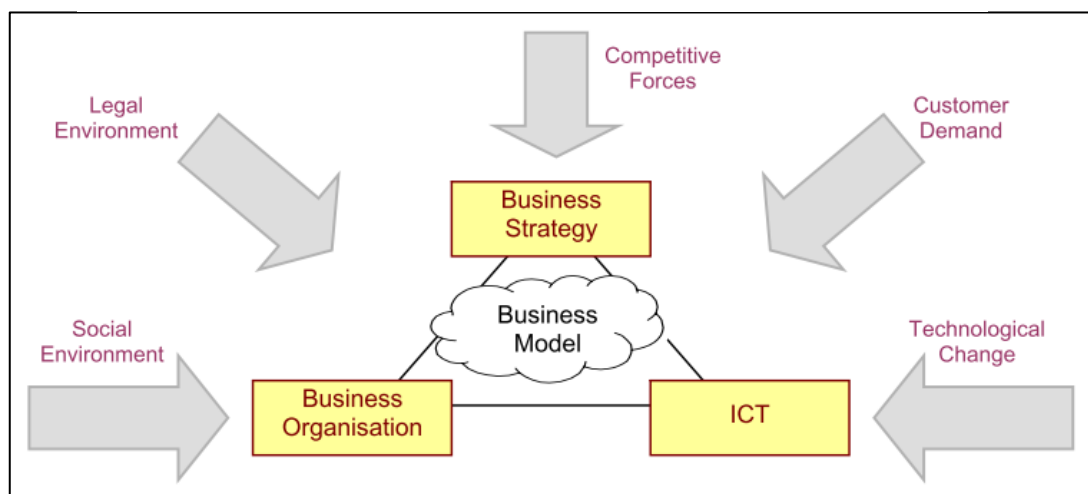 Competitive
Forces
Legal
Environment
Customer
Demand
Business
Strategy
Business
Model
Social
Environment
Technological
Change
Business
Organisation
ICT